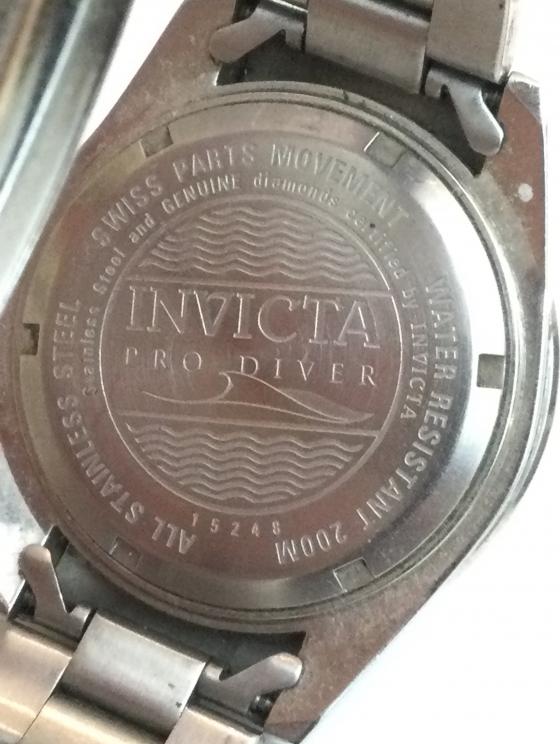 ALL STAINLESS STEEL SWISS PARTS MOVEMENT WATER RESISTANT 200M
Stainless Steel and GENUINE diamonds certified by INVICTA
INVICTA
PRO DIVER
15248